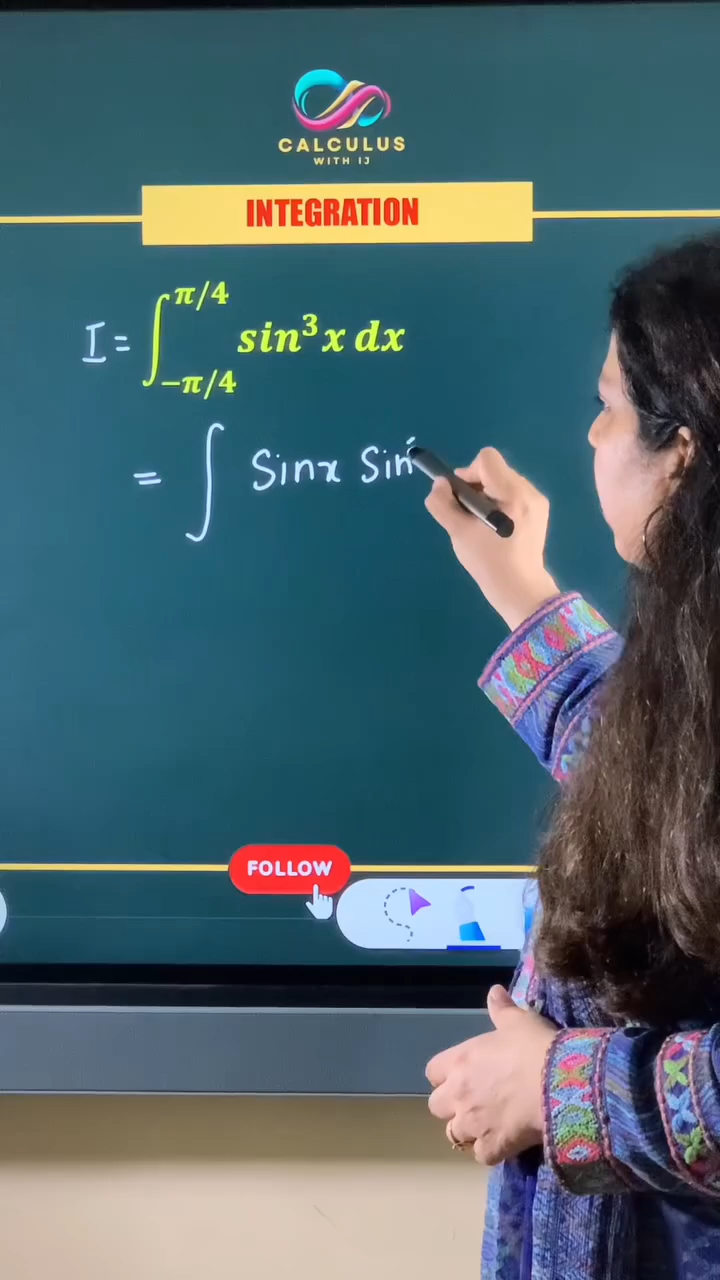 CALCULUS
WITH IJ
INTEGRATION
I = ∫_{-π/4}^{π/4} sin³x dx
= ∫ Sinx Sin
FOLLOW